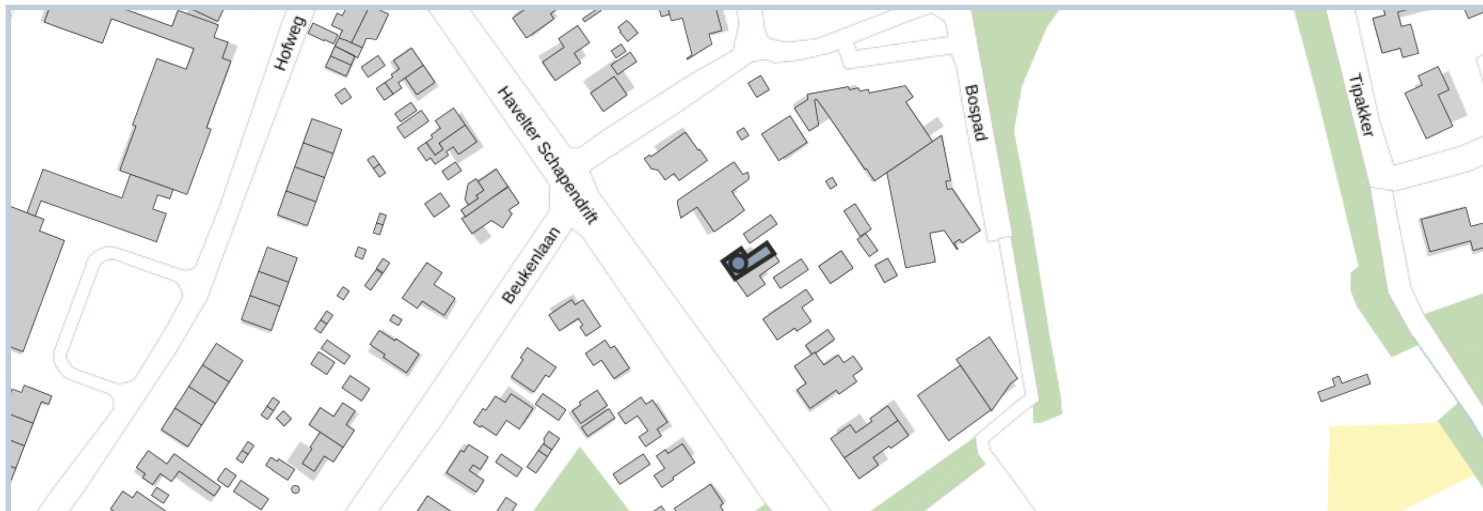 Hofweg
Havelter Schapendrift
Bospad
Tipakker
Beukenlaan